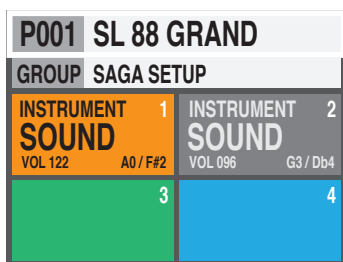 P001 SL 88 GRAND
GROUP SAGA SETUP
INSTRUMENT 1
SOUND
VOL 122 A0 / F#2
INSTRUMENT 2
SOUND
VOL 096 G3 / Db4
3
4